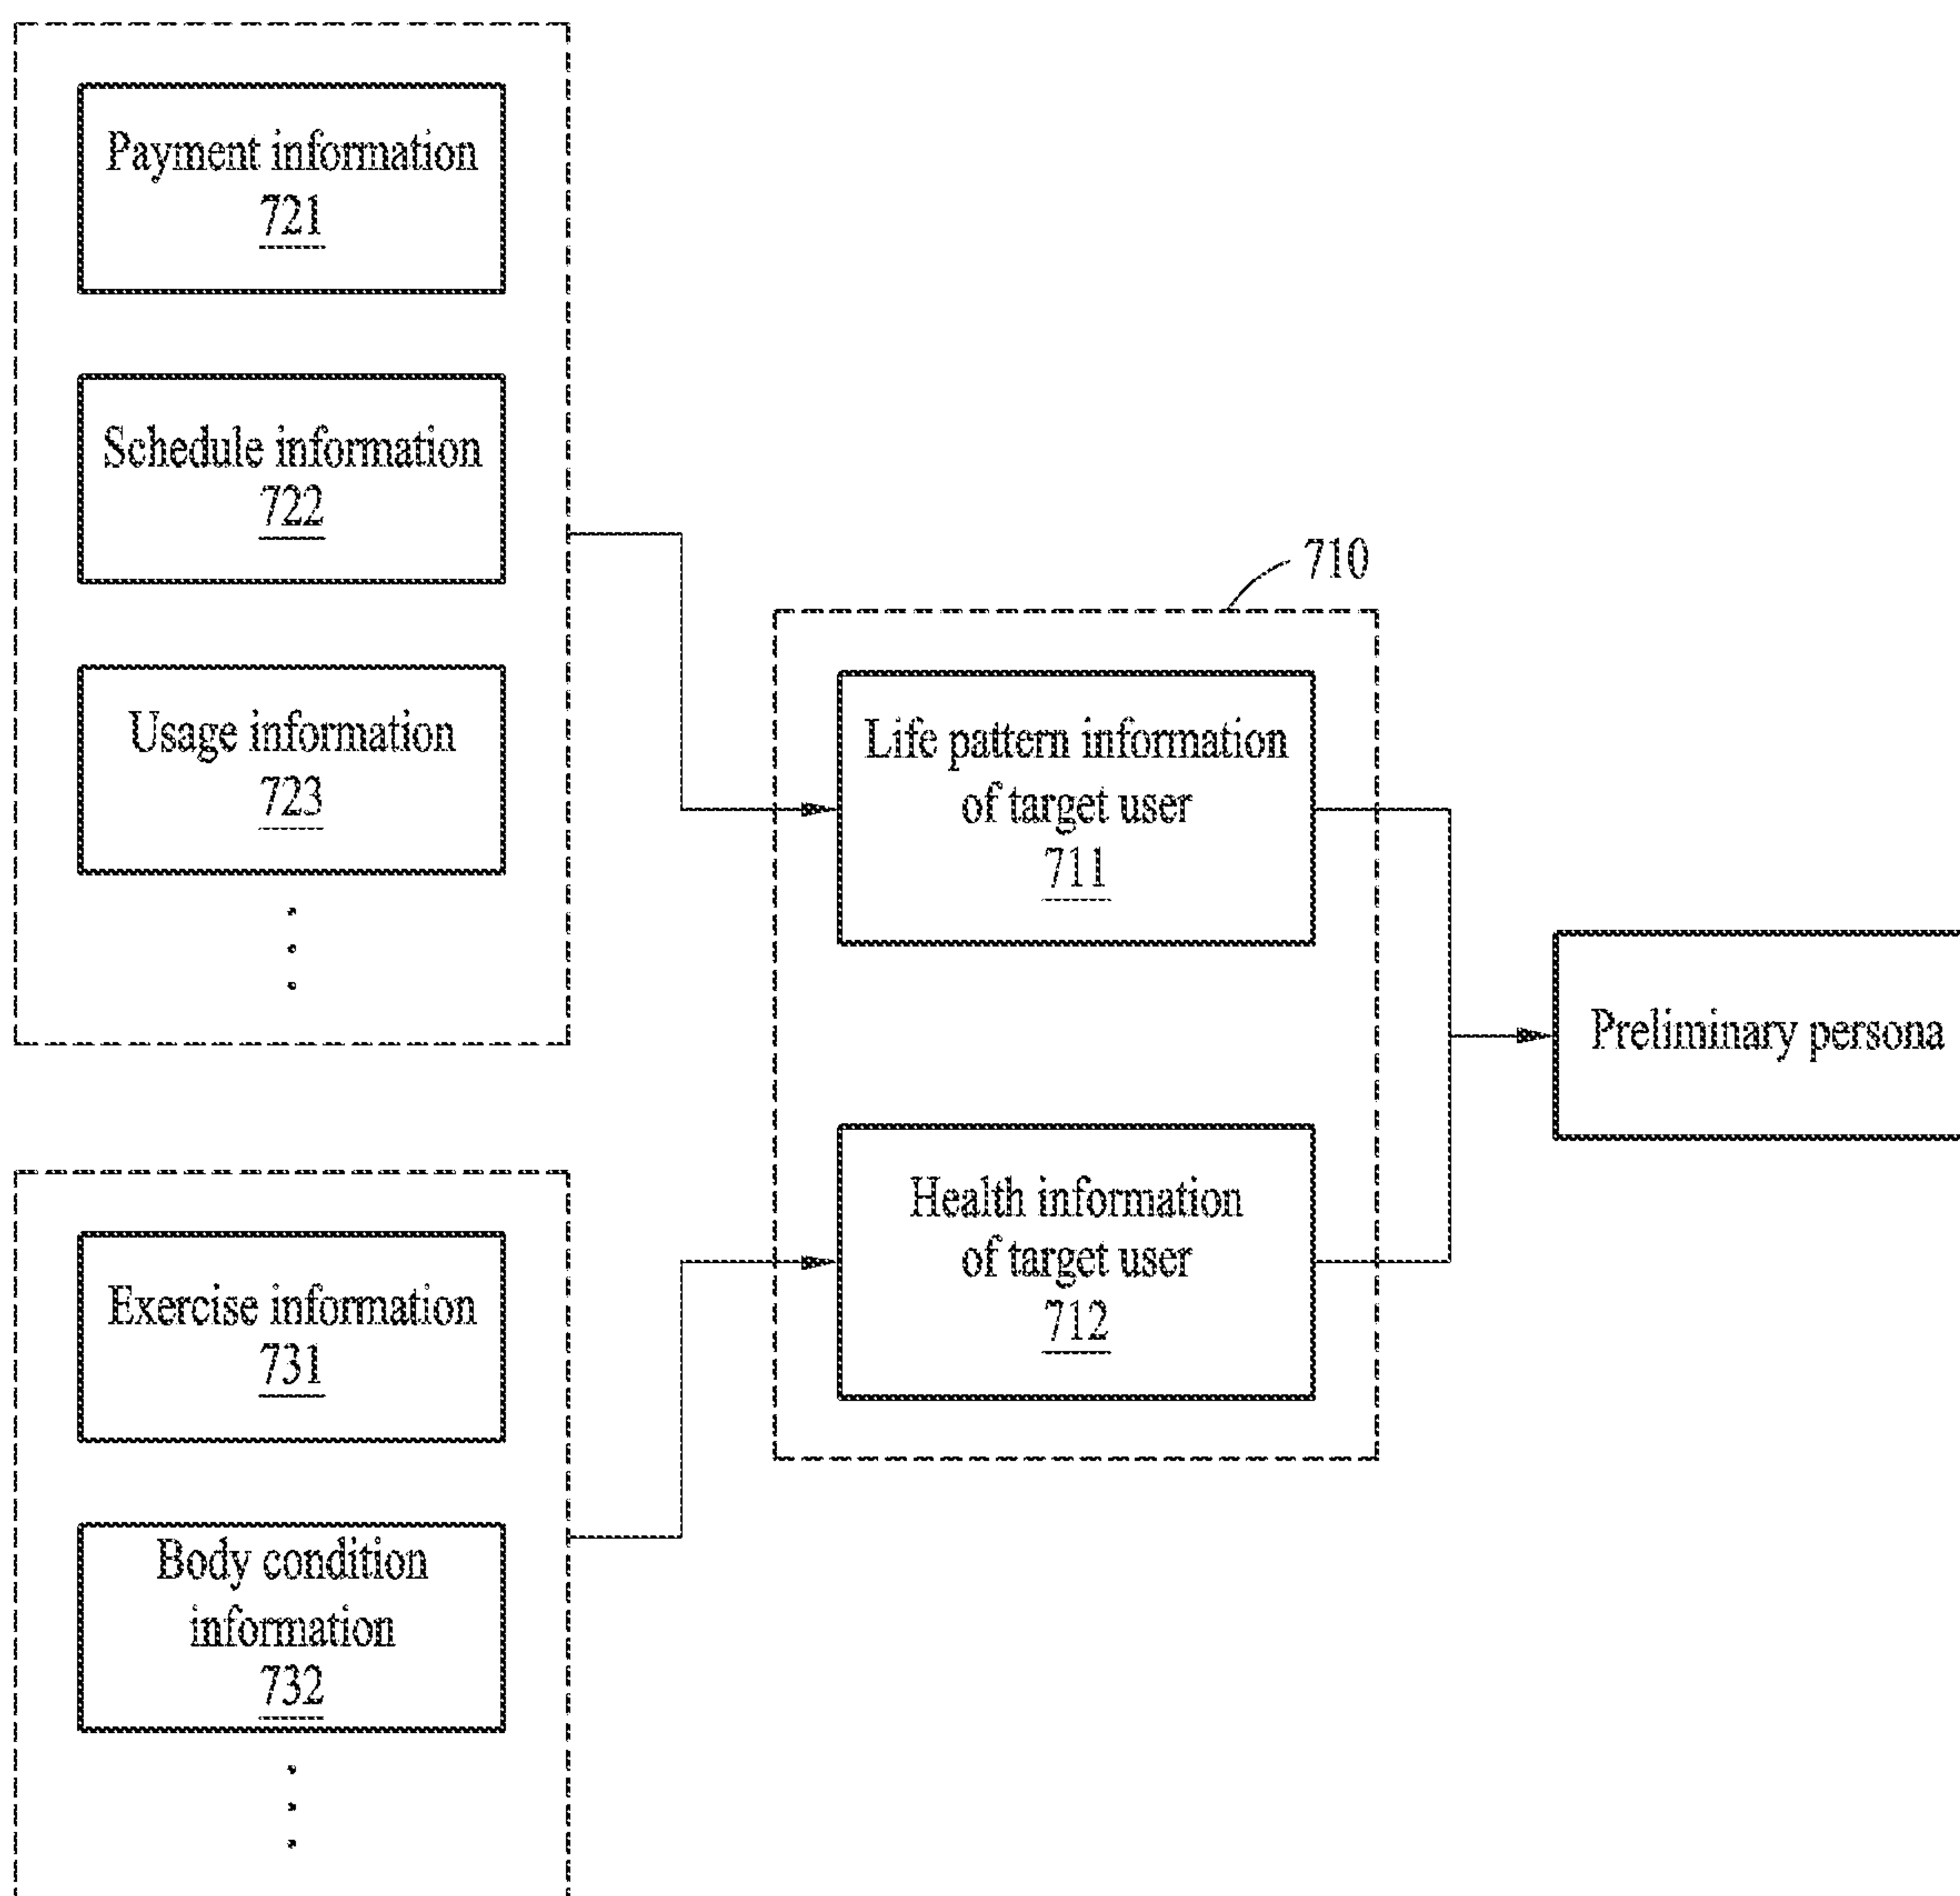 Payment information
721
Schedule information
722
Usage information
723
710
Life pattern information
of target user
711
Preliminary persona
Health information
of target user
712
Exercise information
731
Body condition
information
732